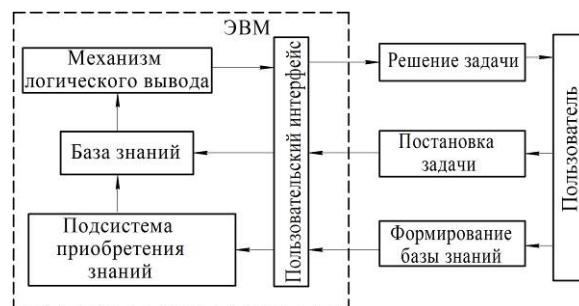 ЭВМ
Механизм
логического вывода
База знаний
Подсистема
приобретения
знаний
Пользовательский интерфейс
Решение задачи
Постановка
задачи
Формирование
базы знаний
Пользователь